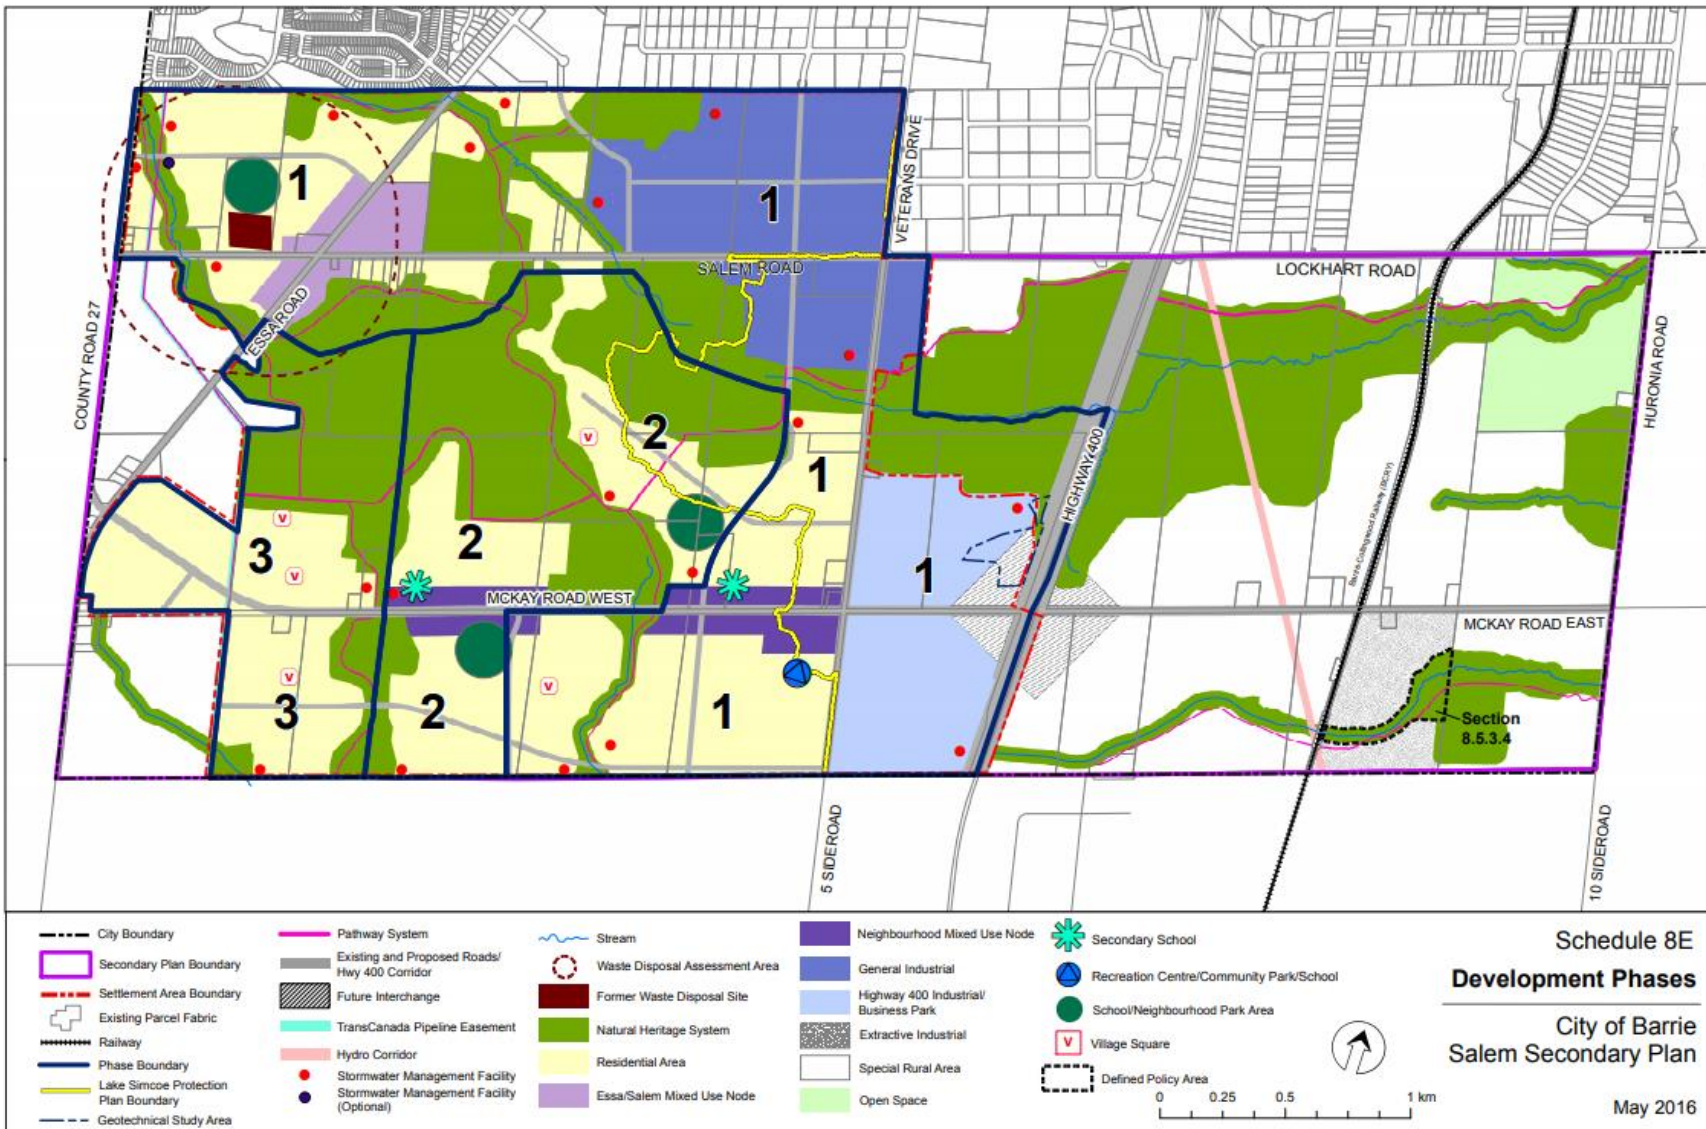 1
1
VETERANS DRIVE
SALEM ROAD
LOCKHART ROAD
COUNTY ROAD 27
ESSA ROAD
HURONIA ROAD
V
2
1
HIGHWAY 400
Barrie Collingwood Railway (BCRY)
V
3
2
V
1
MCKAY ROAD WEST
MCKAY ROAD EAST
V
V
3
2
1
Section
8.5.3.4
5 SIDEROAD
10 SIDEROAD
City Boundary
Secondary Plan Boundary
Settlement Area Boundary
Existing Parcel Fabric
Railway
Phase Boundary
Lake Simcoe Protection
Plan Boundary
Geotechnical Study Area
Pathway System
Existing and Proposed Roads/
Hwy 400 Corridor
Future Interchange
TransCanada Pipeline Easement
Hydro Corridor
Stormwater Management Facility
Stormwater Management Facility
(Optional)
Stream
Waste Disposal Assessment Area
Former Waste Disposal Site
Natural Heritage System
Residential Area
Essa/Salem Mixed Use Node
Neighbourhood Mixed Use Node
General Industrial
Highway 400 Industrial/
Business Park
Extractive Industrial
Special Rural Area
Open Space
Secondary School
Recreation Centre/Community Park/School
School/Neighbourhood Park Area
V
Village Square
Defined Policy Area
0 0.25 0.5 1 km
Schedule 8E
Development Phases
City of Barrie
Salem Secondary Plan
May 2016